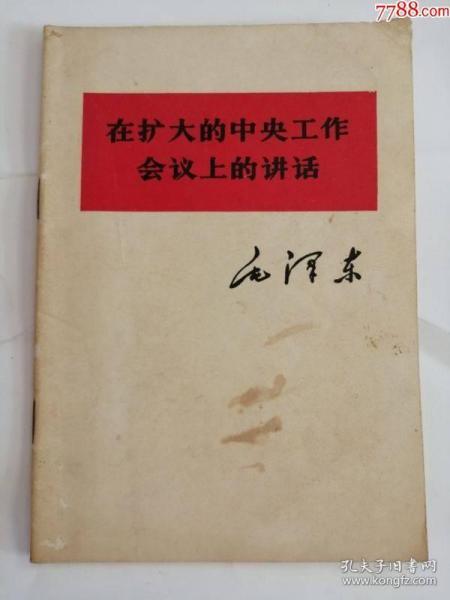 7788.com
在扩大的中央工作
会议上的讲话
毛泽东
孔夫子旧书网
www.kongfz.com